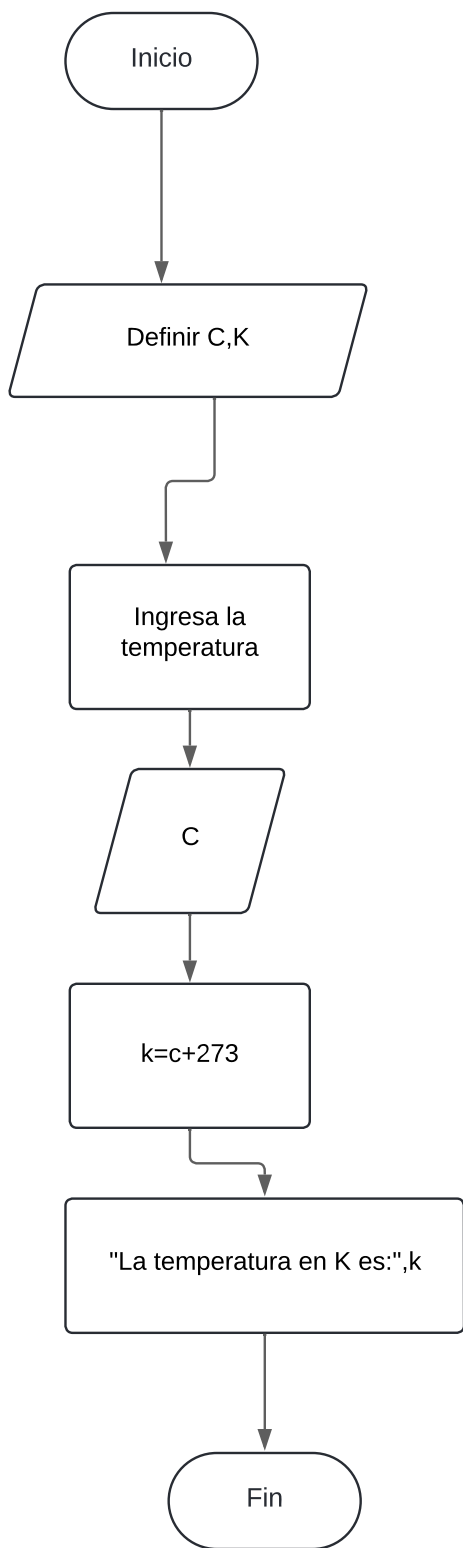 Inicio
Definir C,K
Ingresa la
temperatura
C
k=c+273
"La temperatura en K es:",k
Fin